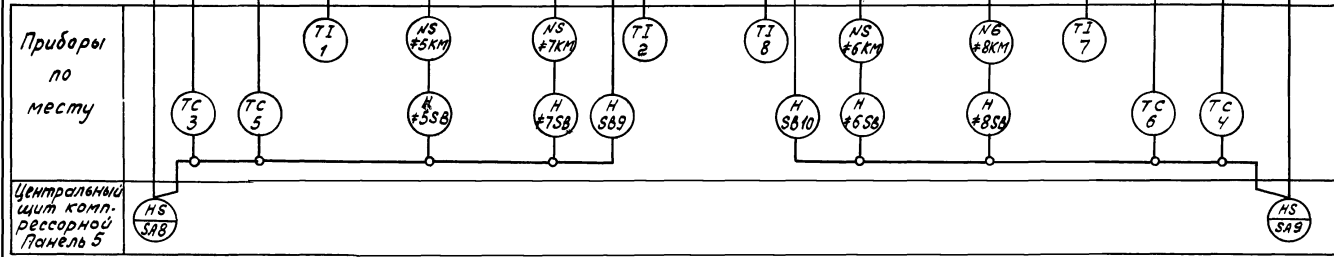 Приборы
по
месту
TI
1
NS
≠5KM
NS
≠7KM
TI
2
TI
8
NS
≠6KM
N6
≠8KM
TI
7
TC
3
TC
5
H
≠5SB
H
≠7SB
H
SB9
H
SB10
H
≠6SB
H
≠8SB
TC
6
TC
4
Центральный
щит комп-
рессорной
Панель 5
HS
SA8
HS
SA9